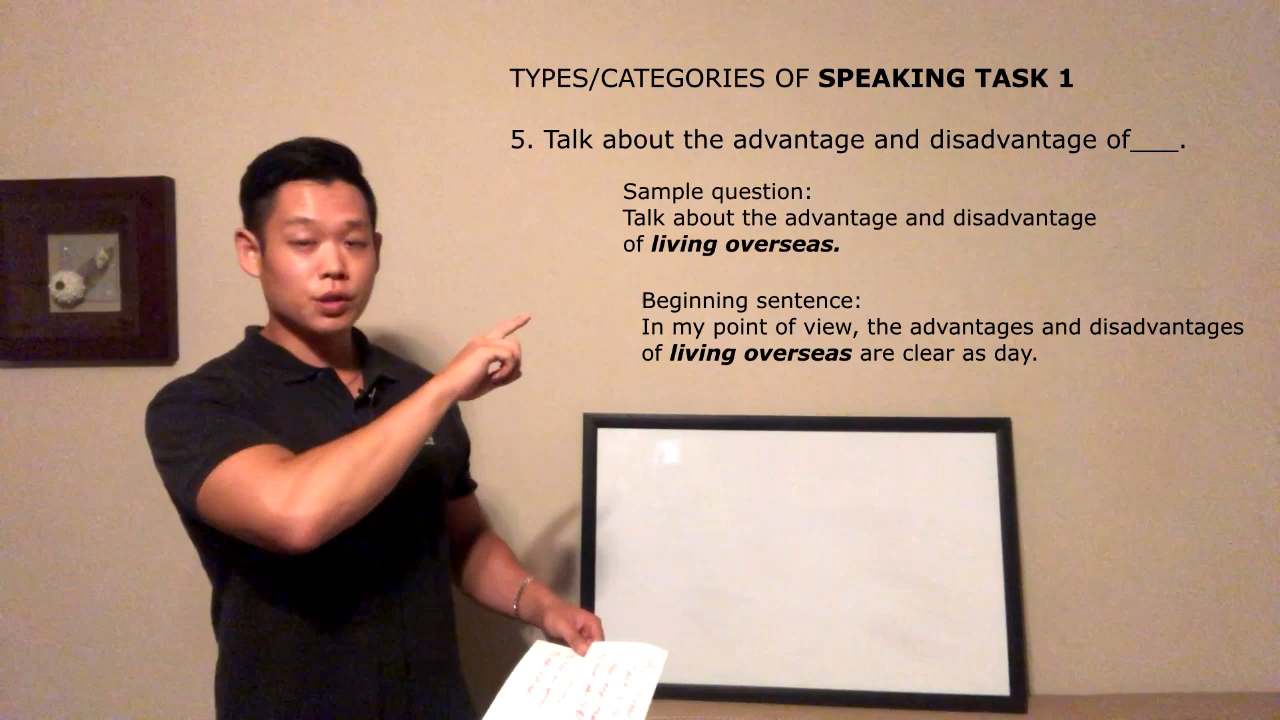 TYPES/CATEGORIES OF SPEAKING TASK 1
5. Talk about the advantage and disadvantage of___.
Sample question:
Talk about the advantage and disadvantage
of living overseas.
Beginning sentence:
In my point of view, the advantages and disadvantages
of living overseas are clear as day.